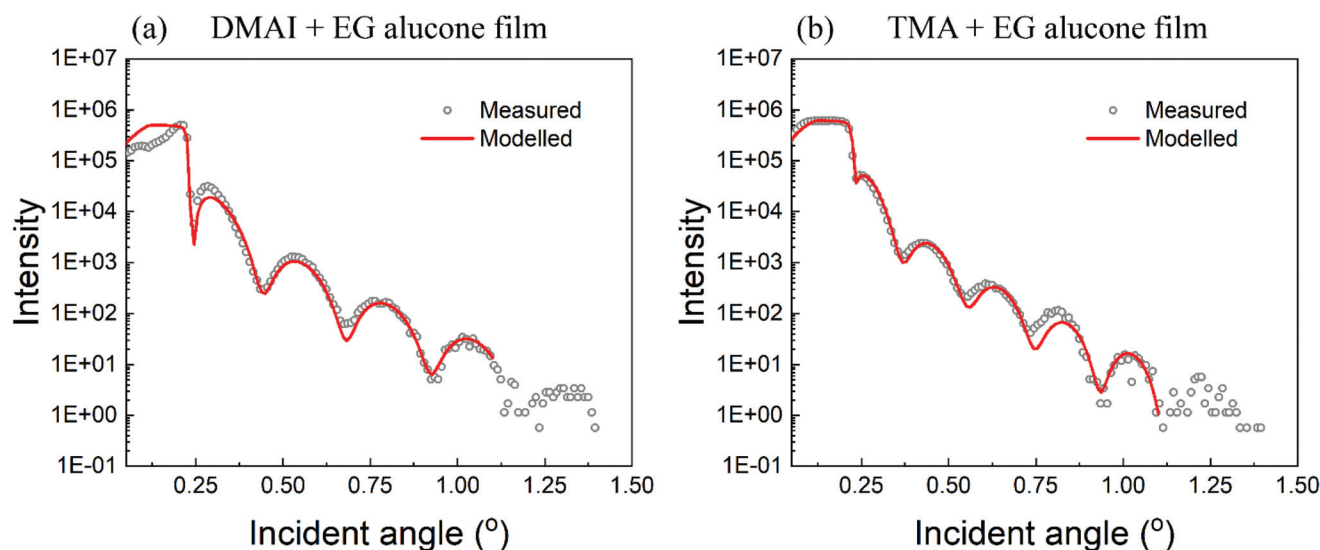 (a) DMAI + EG alucone film
1E+07
1E+06
1E+05
1E+04
1E+03
1E+02
1E+01
1E+00
1E-01
Intensity
Measured
Modelled
0.25 0.50 0.75 1.00 1.25 1.50
Incident angle (º)
(b) TMA + EG alucone film
1E+07
1E+06
1E+05
1E+04
1E+03
1E+02
1E+01
1E+00
1E-01
Intensity
Measured
Modelled
0.25 0.50 0.75 1.00 1.25 1.50
Incident angle (º)